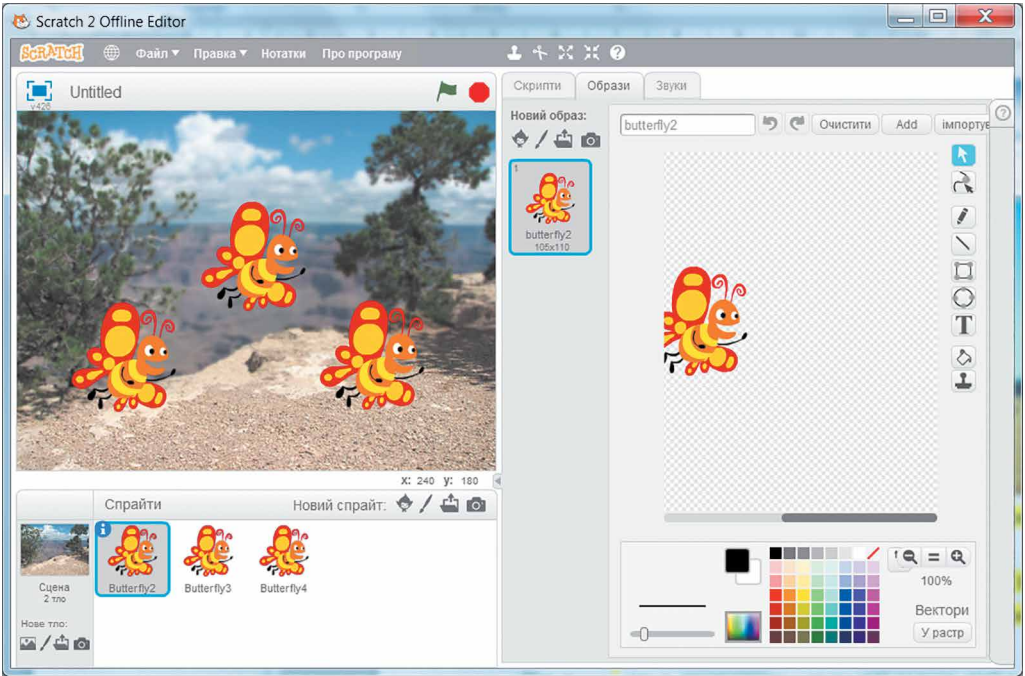 Scratch 2 Offline Editor
SCRATCH Файл Правка Нотатки Про програму
v426 Untitled
Скрипти Образи Звуки
Новий образ:
1
butterfly2
105x110
butterfly2 Очистити Add імпортув
T
x: 240 y: 180
Спрайти Новий спрайт:
Сцена
2 тло
Нове тло:
Butterfly2 Butterfly3 Butterfly4
100%
Вектори
У растр